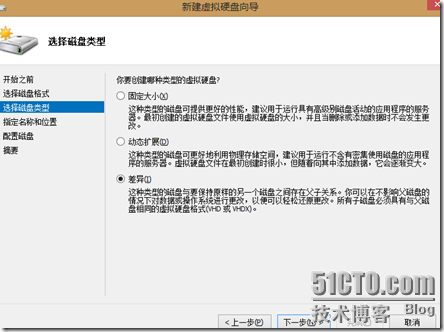 新建虚拟硬盘向导
选择磁盘类型
开始之前
选择磁盘格式
选择磁盘类型
指定名称和位置
配置磁盘
摘要
你要创建哪种类型的虚拟硬盘?
固定大小(X)
这种类型的磁盘可提供更好的性能，建议用于运行具有高级别磁盘活动的应用程序的服务
器。最初创建的虚拟硬盘文件使用虚拟硬盘的大小，并且当删除或添加数据时不会发生更
改。
动态扩展(D)
这种类型的磁盘可更好地利用物理存储空间，建议用于运行不含有密集使用磁盘的应用程
序的服务器。虚拟硬盘文件在最初创建时很小，但随着向其中添加数据，它会逐渐变大。
差异(I)
这种类型的磁盘与要保持原样的另一个磁盘之间存在父子关系。你可以在不影响父磁盘的
情况下对数据或操作系统进行更改，以便可以轻松还原更改。所有子磁盘必须具有与父磁
盘相同的虚拟硬盘格式(VHD 或 VHDX)。
< 上一步(P)
下一步(N) >
取消
51CTO.com
技术博客 Blog